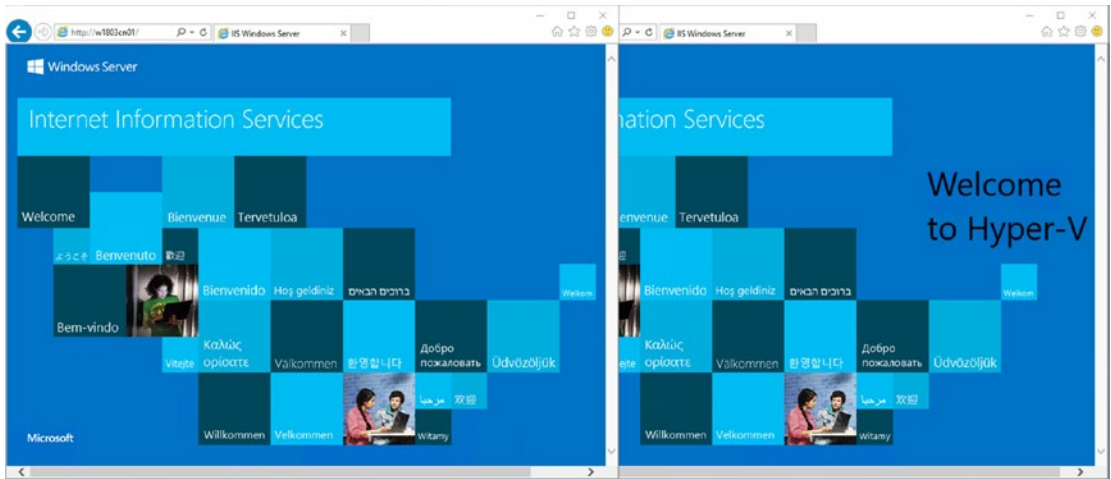 http://w1803cn01/
IIS Windows Server
Windows Server
Internet Information Services
Welcome
Bienvenue
Tervetuloa
ようこそ
Benvenuto
歡迎
Bem-vindo
Bienvenido
Hoş geldiniz
ברוכים הבאים
Welkom
Vítejte
Καλώς
ορίσατε
Välkommen
환영합니다
Добро
пожаловать
Üdvözöljük
Willkommen
Velkommen
مرحبا
欢迎
Witamy
Microsoft
IIS Windows Server
nation Services
Welcome
to Hyper-V
envenue
Tervetuloa
迎
Bienvenido
Hoş geldiniz
ברוכים הבאים
Welkom
ejte
Καλώς
ορίσατε
Välkommen
환영합니다
Добро
пожаловать
Üdvözöljük
Willkommen
Velkommen
مرحبا
欢迎
Witamy